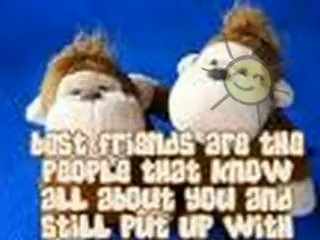 best friends are the
people that know
all about you and
still put up with